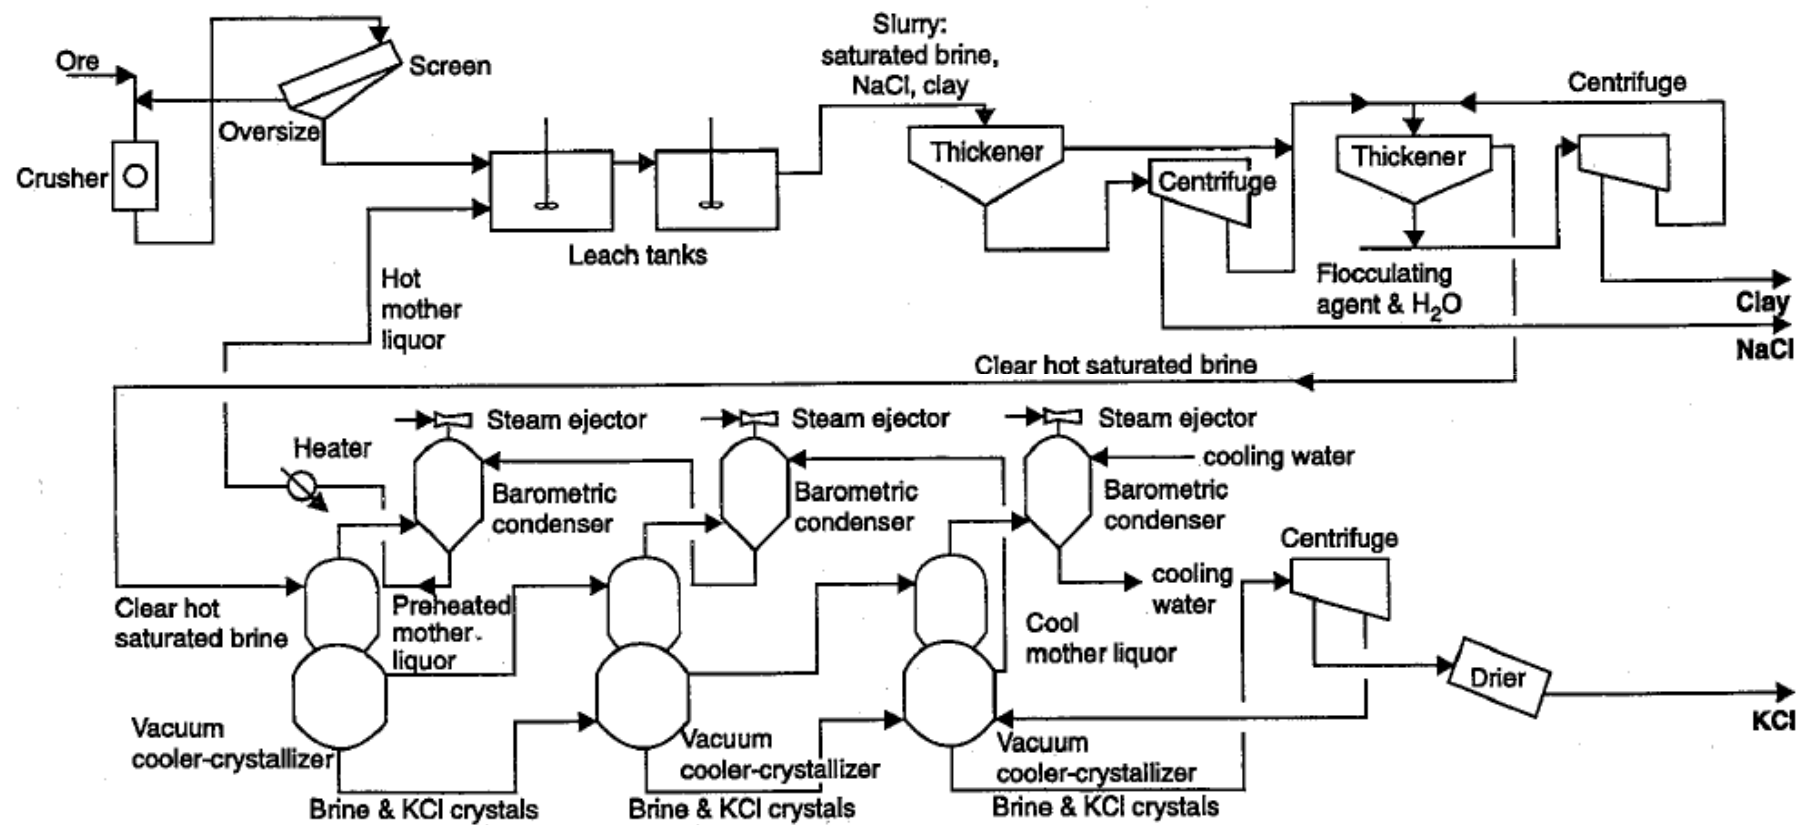 Ore
Screen
Oversize
Crusher
Slurry:
saturated brine,
NaCl, clay
Leach tanks
Hot
mother
liquor
Thickener
Centrifuge
Thickener
Centrifuge
Flocculating
agent & H2O
Clay
NaCl
Clear hot saturated brine
Steam ejector
Steam ejector
Steam ejector
Heater
cooling water
Barometric
condenser
Barometric
condenser
Barometric
condenser
Centrifuge
cooling
water
Clear hot
saturated brine
Preheated
mother-
liquor
Cool
mother liquor
Drier
KCl
Vacuum
cooler-crystallizer
Vacuum
cooler-crystallizer
Vacuum
cooler-crystallizer
Brine & KCl crystals
Brine & KCl crystals
Brine & KCl crystals